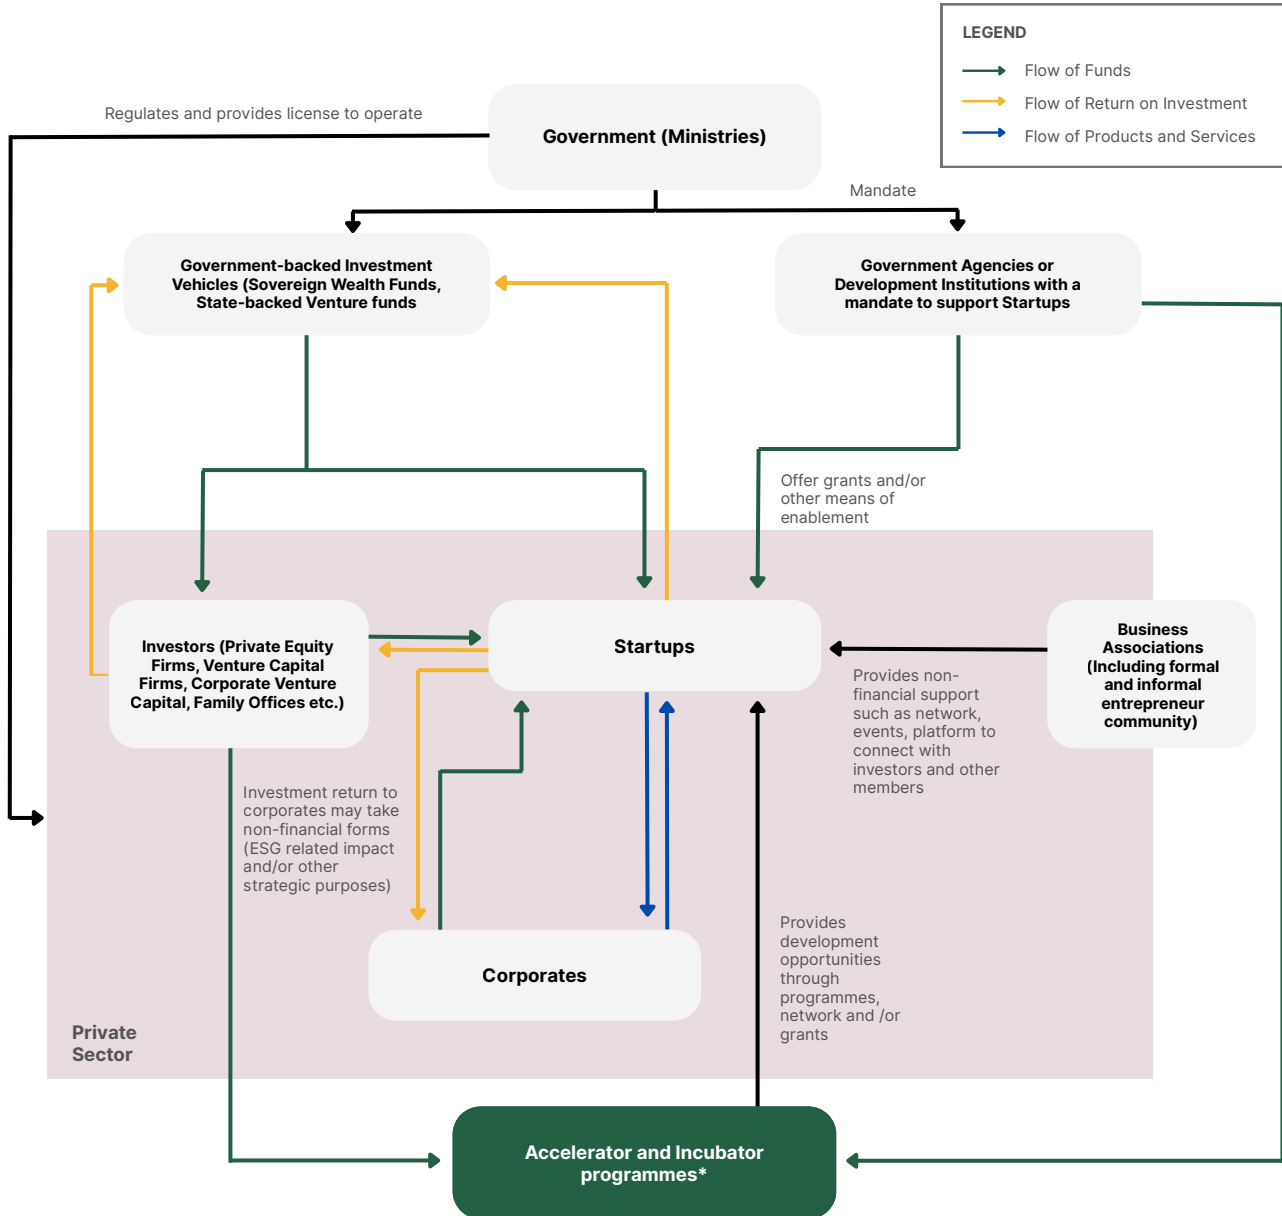 LEGEND
Flow of Funds
Flow of Return on Investment
Flow of Products and Services
Regulates and provides license to operate
Government (Ministries)
Mandate
Government-backed Investment
Vehicles (Sovereign Wealth Funds,
State-backed Venture funds
Government Agencies or
Development Institutions with a
mandate to support Startups
Offer grants and/or
other means of
enablement
Investors (Private Equity
Firms, Venture Capital
Firms, Corporate Venture
Capital, Family Offices etc.)
Startups
Business
Associations
(Including formal
and informal
entrepreneur
community)
Provides non-
financial support
such as network,
events, platform to
connect with
investors and other
members
Investment return to
corporates may take
non-financial forms
(ESG related impact
and/or other
strategic purposes)
Corporates
Provides
development
opportunities
through
programmes,
network and /or
grants
Private
Sector
Accelerator and Incubator
programmes*